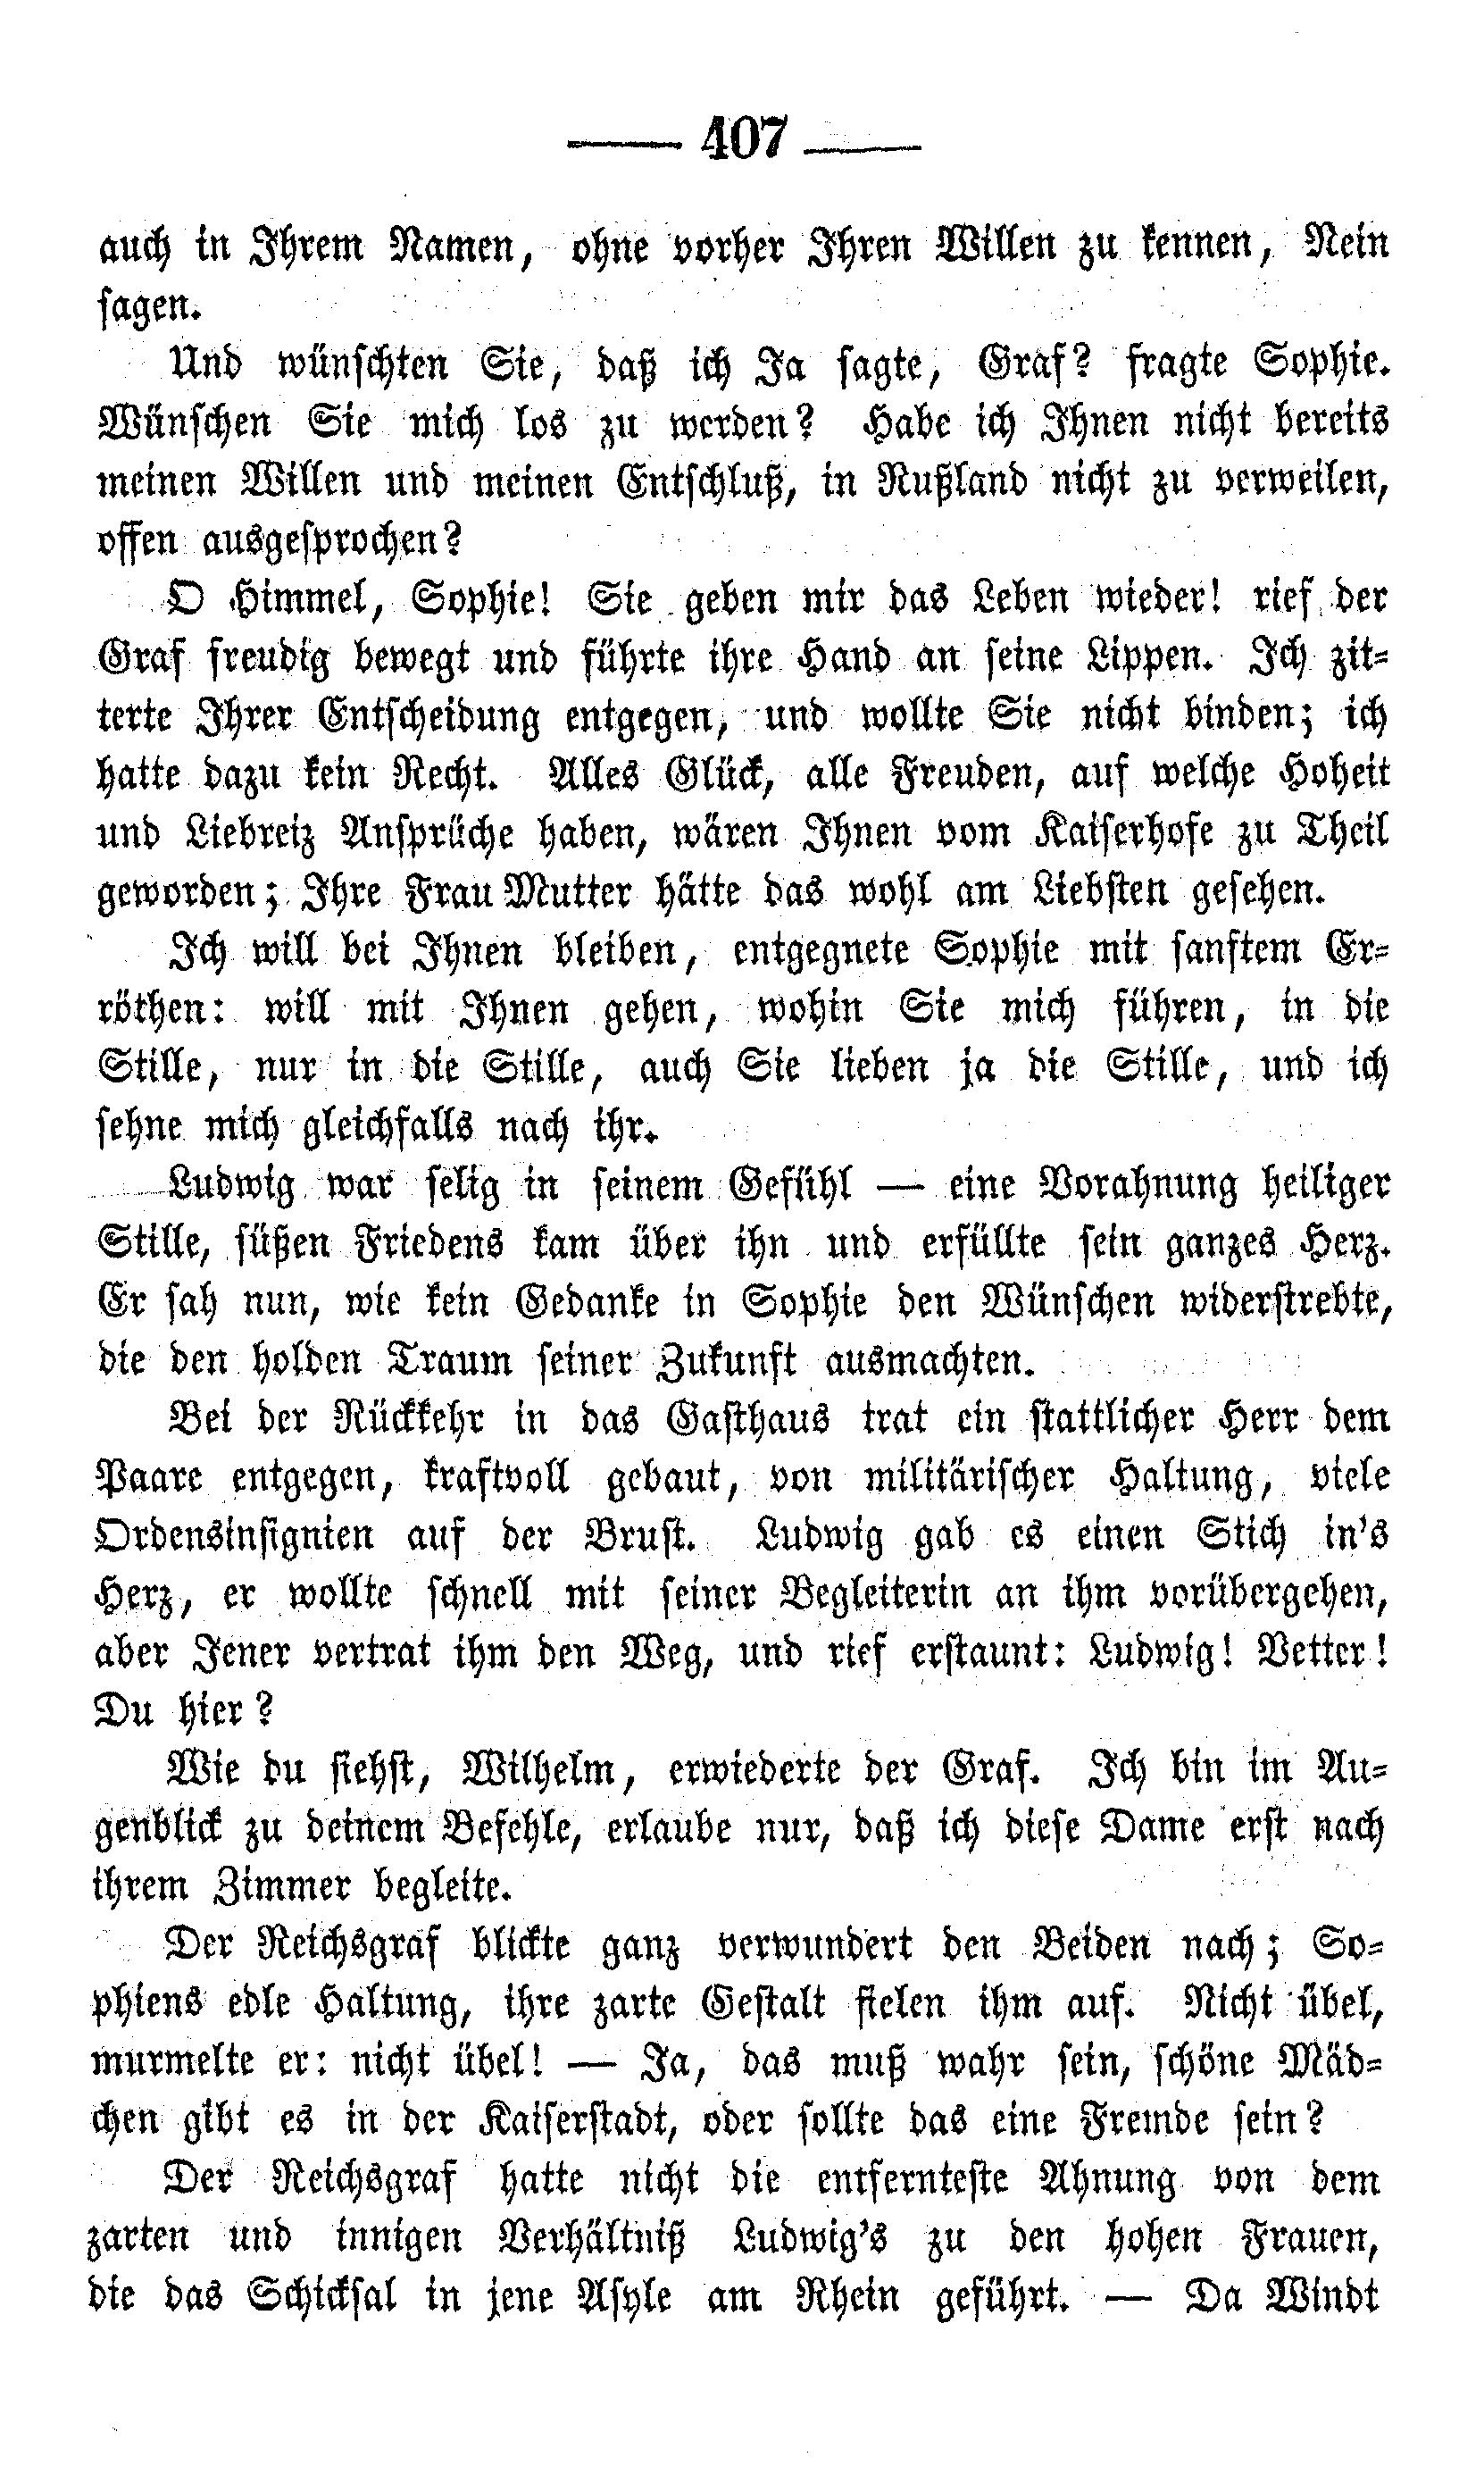 —— 407 ——
auch in Ihrem Namen, ohne vorher Ihren Willen zu kennen, Nein
sagen.
Und wünschten Sie, daß ich Ja sagte, Graf? fragte Sophie.
Wünschen Sie mich los zu werden? Habe ich Ihnen nicht bereits
meinen Willen und meinen Entschluß, in Rußland nicht zu verweilen,
offen ausgesprochen?
O Himmel, Sophie! Sie geben mir das Leben wieder! rief der
Graf freudig bewegt und führte ihre Hand an seine Lippen. Ich zit=
terte Ihrer Entscheidung entgegen, und wollte Sie nicht binden; ich
hatte dazu kein Recht. Alles Glück, alle Freuden, auf welche Hoheit
und Liebreiz Ansprüche haben, wären Ihnen vom Kaiserhofe zu Theil
geworden; Ihre Frau Mutter hätte das wohl am Liebsten gesehen.
Ich will bei Ihnen bleiben, entgegnete Sophie mit sanftem Er=
röthen: will mit Ihnen gehen, wohin Sie mich führen, in die
Stille, nur in die Stille, auch Sie lieben ja die Stille, und ich
sehne mich gleichfalls nach ihr.
Ludwig war selig in seinem Gefühl — eine Vorahnung heiliger
Stille, süßen Friedens kam über ihn und erfüllte sein ganzes Herz.
Er sah nun, wie kein Gedanke in Sophie den Wünschen widerstrebte,
die den holden Traum seiner Zukunft ausmachten.
Bei der Rückkehr in das Gasthaus trat ein stattlicher Herr dem
Paare entgegen, kraftvoll gebaut, von militärischer Haltung, viele
Ordensinsignien auf der Brust. Ludwig gab es einen Stich in's
Herz, er wollte schnell mit seiner Begleiterin an ihm vorübergehen,
aber Jener vertrat ihm den Weg, und rief erstaunt: Ludwig! Vetter!
Du hier?
Wie du siehst, Wilhelm, erwiederte der Graf. Ich bin im Au=
genblick zu deinem Befehle, erlaube nur, daß ich diese Dame erst nach
ihrem Zimmer begleite.
Der Reichsgraf blickte ganz verwundert den Beiden nach; So=
phiens edle Haltung, ihre zarte Gestalt fielen ihm auf. Nicht übel,
murmelte er: nicht übel! — Ja, das muß wahr sein, schöne Mäd=
chen gibt es in der Kaiserstadt, oder sollte das eine Fremde sein?
Der Reichsgraf hatte nicht die entfernteste Ahnung von dem
zarten und innigen Verhältniß Ludwig's zu den hohen Frauen,
die das Schicksal in jene Asyle am Rhein geführt. — Da Windt